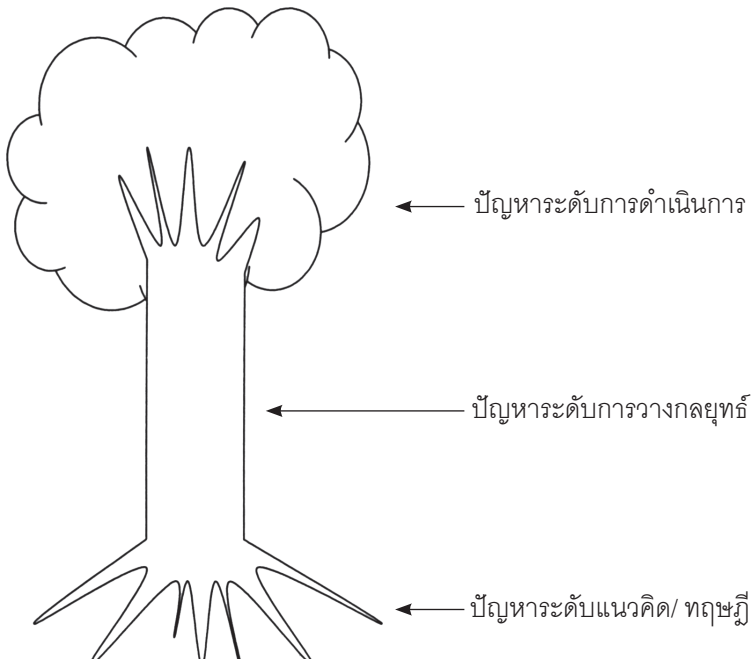 ปัญหาระดับการดำเนินการ
ปัญหาระดับการวางกลยุทธ์
ปัญหาระดับแนวคิด/ ทฤษฎี